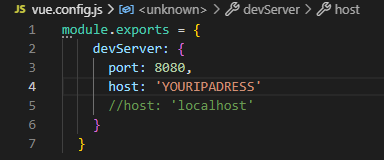 JS vue.config.js > [@] <unknown> > devServer > host
1 module.exports = {
2 devServer: {
3 port: 8080,
4 host: 'YOURIPADRESS'
5 //host: 'localhost'
6 }
7 }